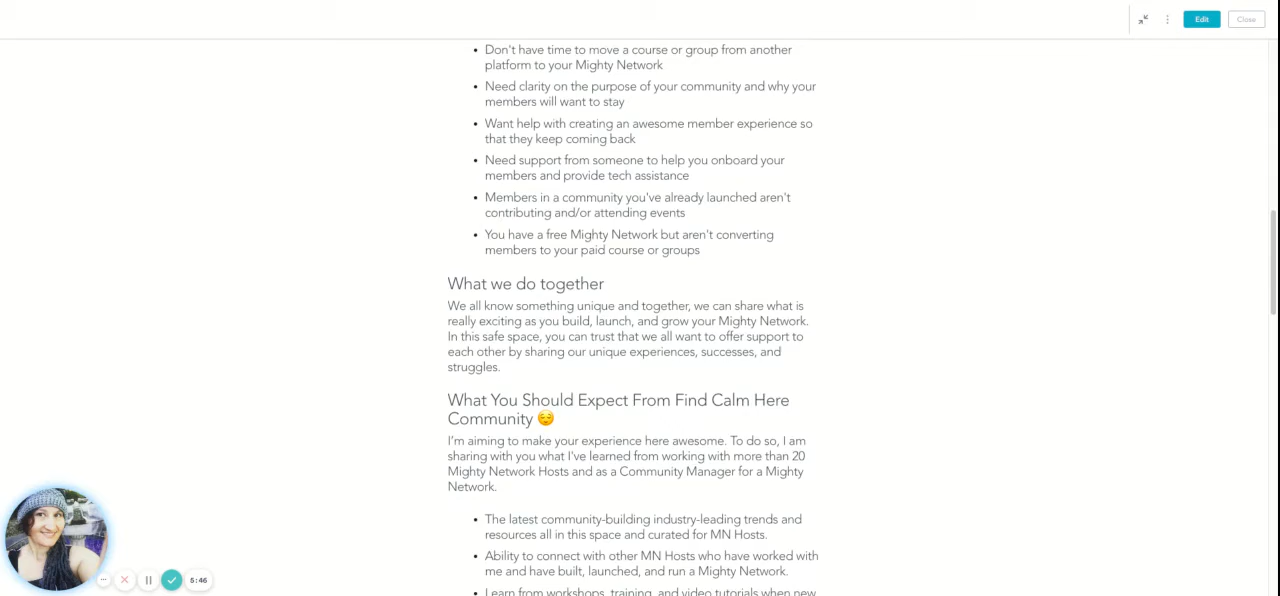 Edit
Close
Don't have time to move a course or group from another
platform to your Mighty Network
Need clarity on the purpose of your community and why your
members will want to stay
Want help with creating an awesome member experience so
that they keep coming back
Need support from someone to help you onboard your
members and provide tech assistance
Members in a community you've already launched aren't
contributing and/or attending events
You have a free Mighty Network but aren't converting
members to your paid course or groups
What we do together
We all know something unique and together, we can share what is
really exciting as you build, launch, and grow your Mighty Network.
In this safe space, you can trust that we all want to offer support to
each other by sharing our unique experiences, successes, and
struggles.
What You Should Expect From Find Calm Here
Community 😌
I'm aiming to make your experience here awesome. To do so, I am
sharing with you what I've learned from working with more than 20
Mighty Network Hosts and as a Community Manager for a Mighty
Network.
The latest community-building industry-leading trends and
resources all in this space and curated for MN Hosts.
Ability to connect with other MN Hosts who have worked with
me and have built, launched, and run a Mighty Network.
Learn from workshops, training, and video tutorials when new
5:46